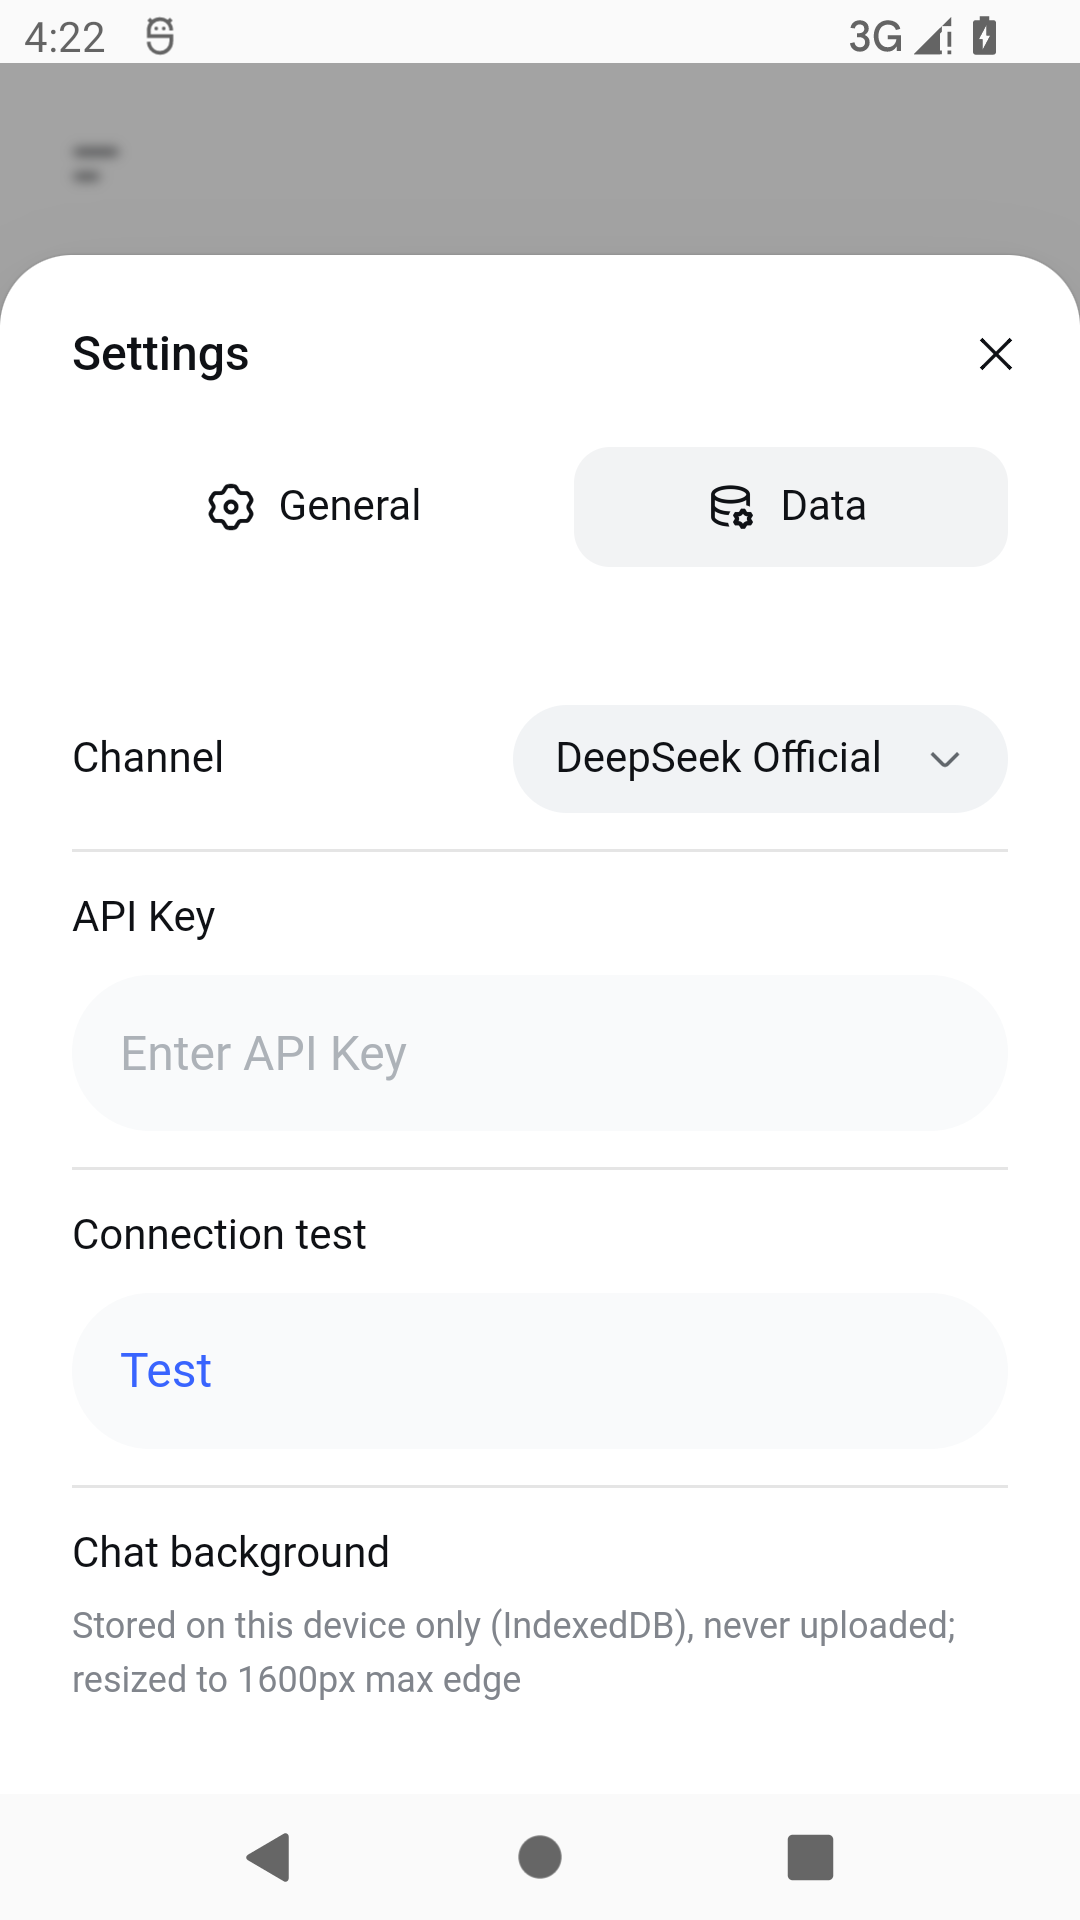 4:22
3G
Settings
General
Data
Channel
DeepSeek Official
API Key
Enter API Key
Connection test
Test
Chat background
Stored on this device only (IndexedDB), never uploaded;
resized to 1600px max edge